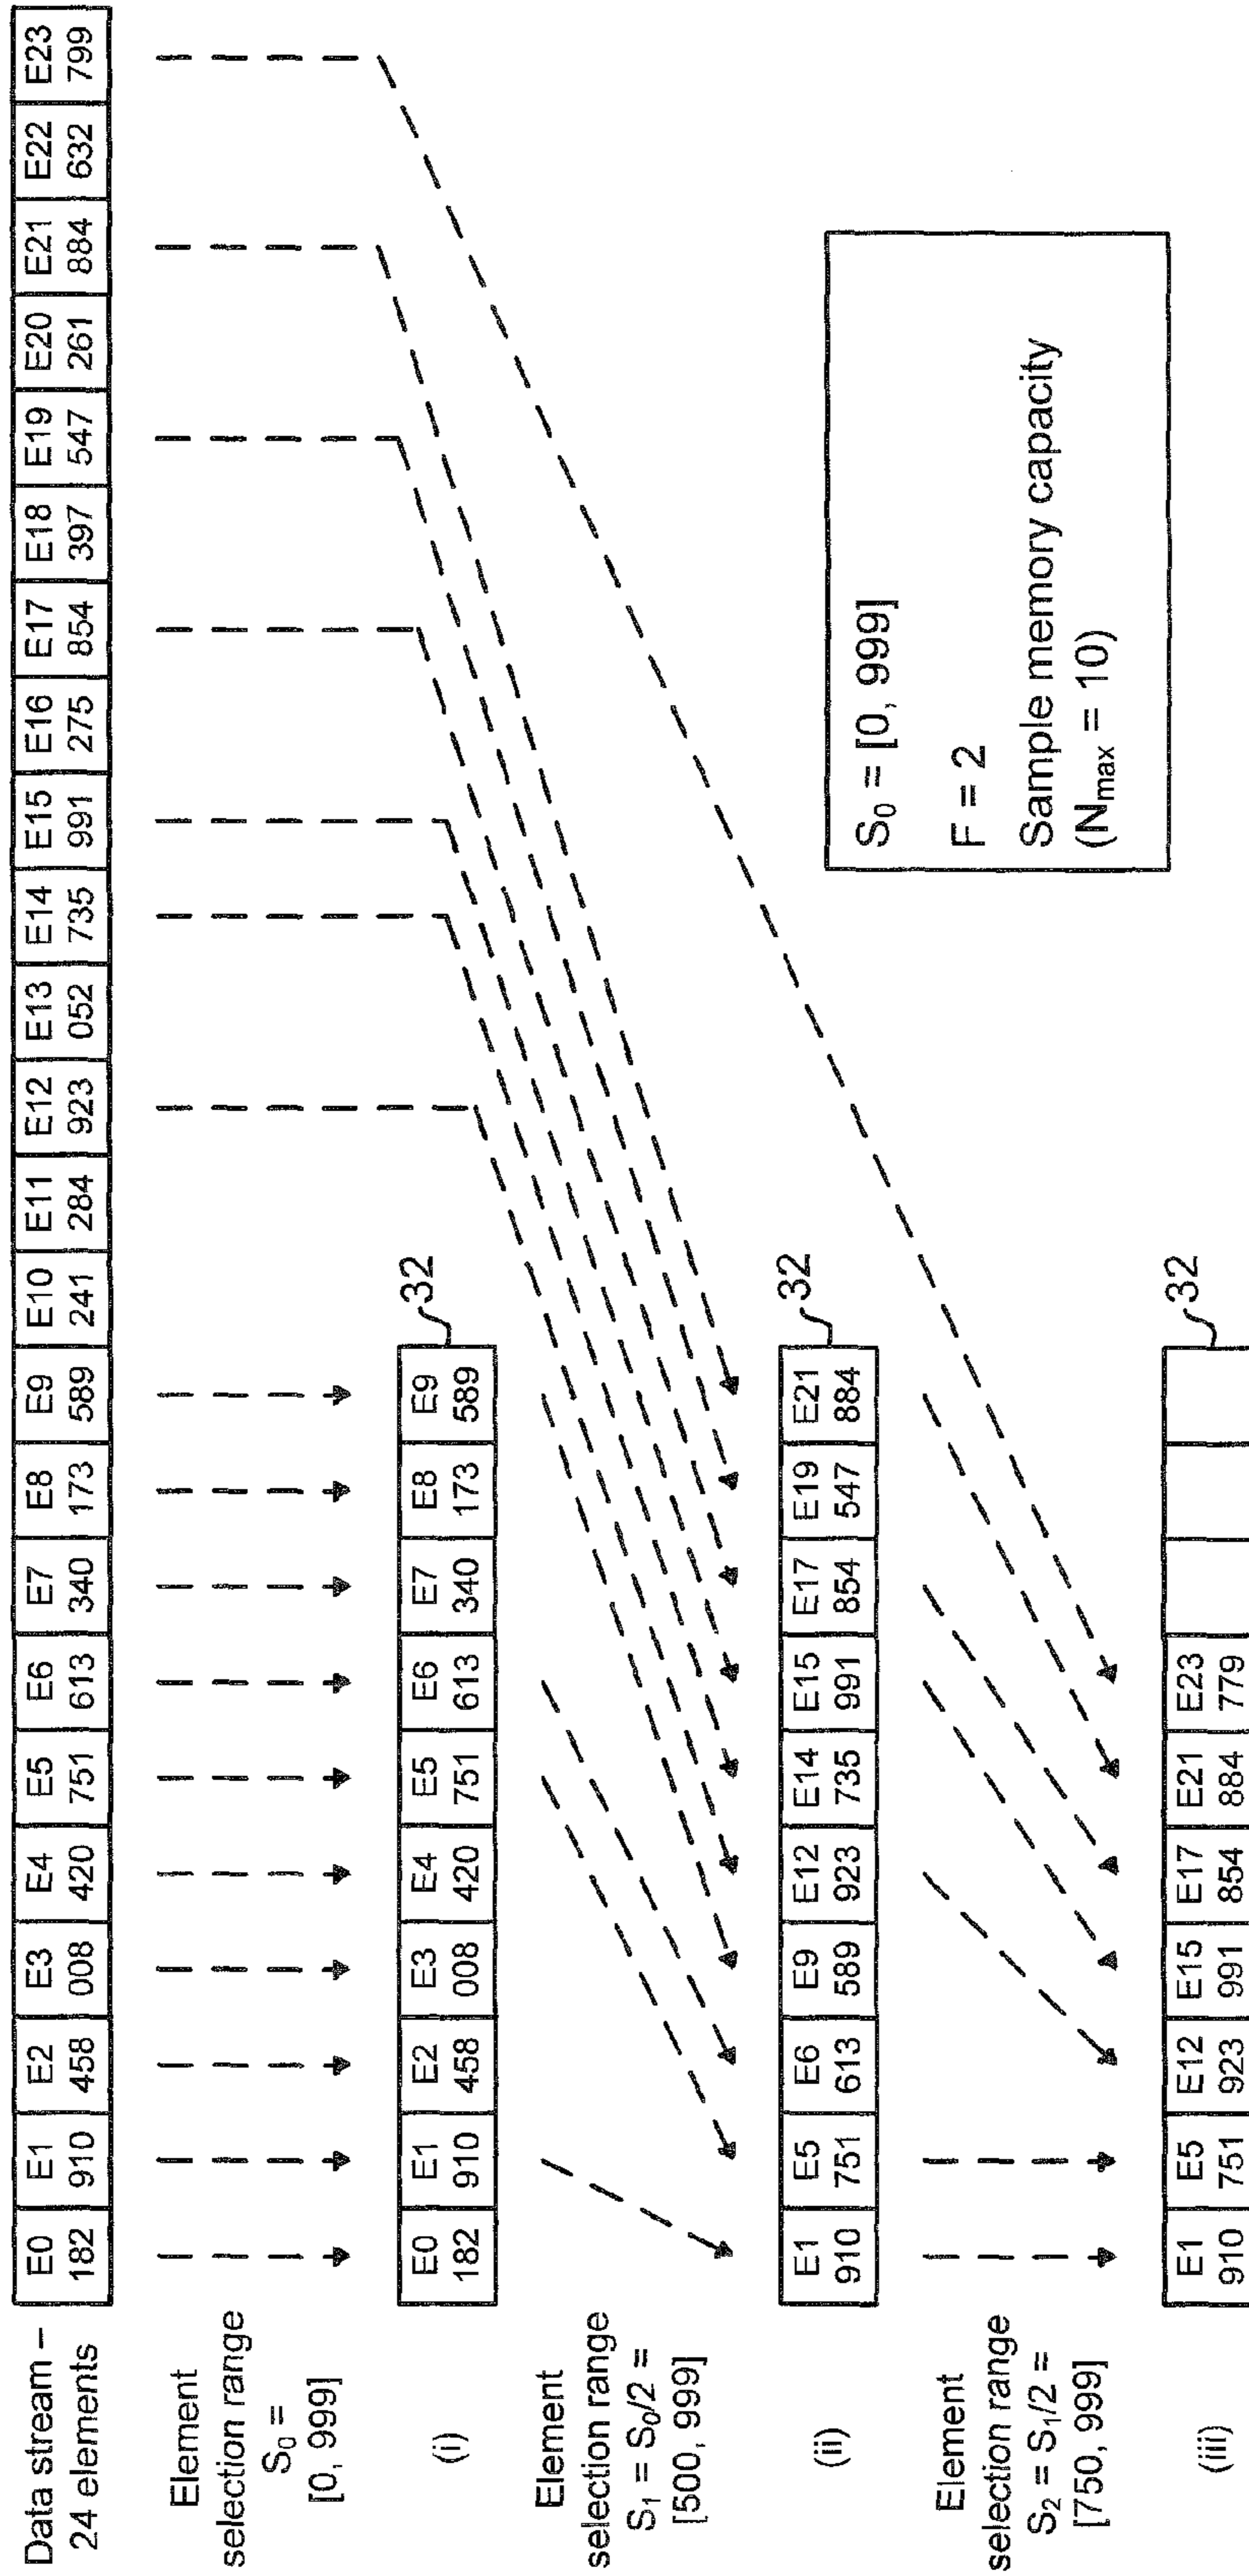 Data stream –
24 elements
E0 E1 E2 E3 E4 E5 E6 E7 E8 E9 E10 E11 E12 E13 E14 E15 E16 E17 E18 E19 E20 E21 E22 E23
182 910 458 008 420 751 613 340 173 589 241 284 923 052 735 991 275 854 397 547 261 884 632 799
Element
selection range
S₀ =
[0, 999]
(i)
E0 E1 E2 E3 E4 E5 E6 E7 E8 E9
182 910 458 008 420 751 613 340 173 589
32
Element
selection range
S₁ = S₀/2 =
[500, 999]
(ii)
E1 E5 E6 E9 E12 E14 E15 E17 E19 E21
910 751 613 589 923 735 991 854 547 884
32
Element
selection range
S₂ = S₁/2 =
[750, 999]
(iii)
E1 E5 E12 E15 E17 E21 E23
910 751 923 991 854 884 779
32
S₀ = [0, 999]
F = 2
Sample memory capacity
(Nmax = 10)